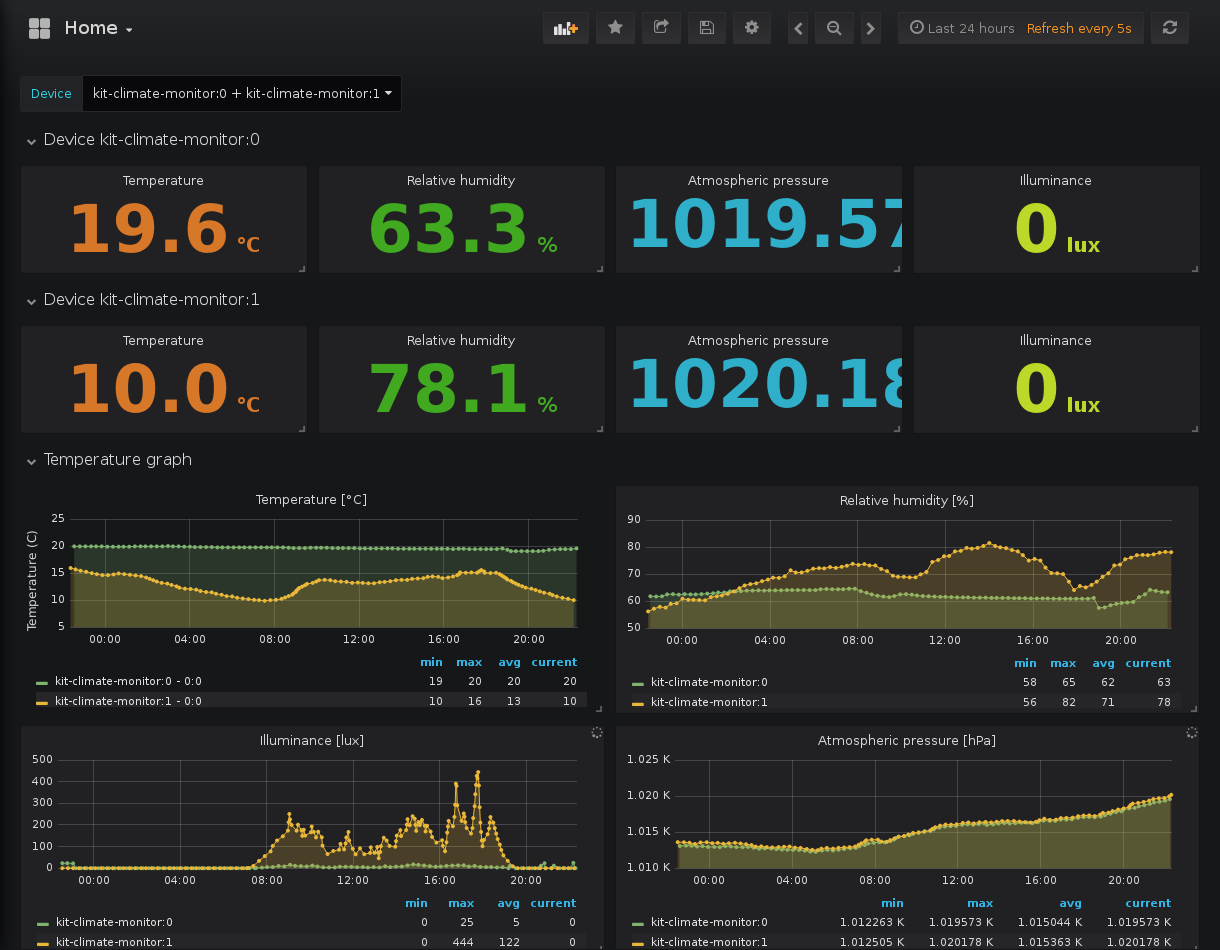 Home
Last 24 hours Refresh every 5s
Device kit-climate-monitor:0 + kit-climate-monitor:1
Device kit-climate-monitor:0
Temperature Relative humidity Atmospheric pressure Illuminance
19.6 °C 63.3 % 1019.57 0 lux
Device kit-climate-monitor:1
Temperature Relative humidity Atmospheric pressure Illuminance
10.0 °C 78.1 % 1020.18 0 lux
Temperature graph
Temperature [°C]
Temperature (C)
25
20
15
10
5
00:00 04:00 08:00 12:00 16:00 20:00
min max avg current
kit-climate-monitor:0 - 0:0 19 20 20 20
kit-climate-monitor:1 - 0:0 10 16 13 10
Relative humidity [%]
90
80
70
60
50
00:00 04:00 08:00 12:00 16:00 20:00
min max avg current
kit-climate-monitor:0 58 65 62 63
kit-climate-monitor:1 56 82 71 78
Illuminance [lux]
500
400
300
200
100
0
00:00 04:00 08:00 12:00 16:00 20:00
min max avg current
kit-climate-monitor:0 0 25 5 0
kit-climate-monitor:1 0 444 122 0
Atmospheric pressure [hPa]
1.025 K
1.020 K
1.015 K
1.010 K
00:00 04:00 08:00 12:00 16:00 20:00
min max avg current
kit-climate-monitor:0 1.012263 K 1.019573 K 1.015044 K 1.019573 K
kit-climate-monitor:1 1.012505 K 1.020178 K 1.015363 K 1.020178 K